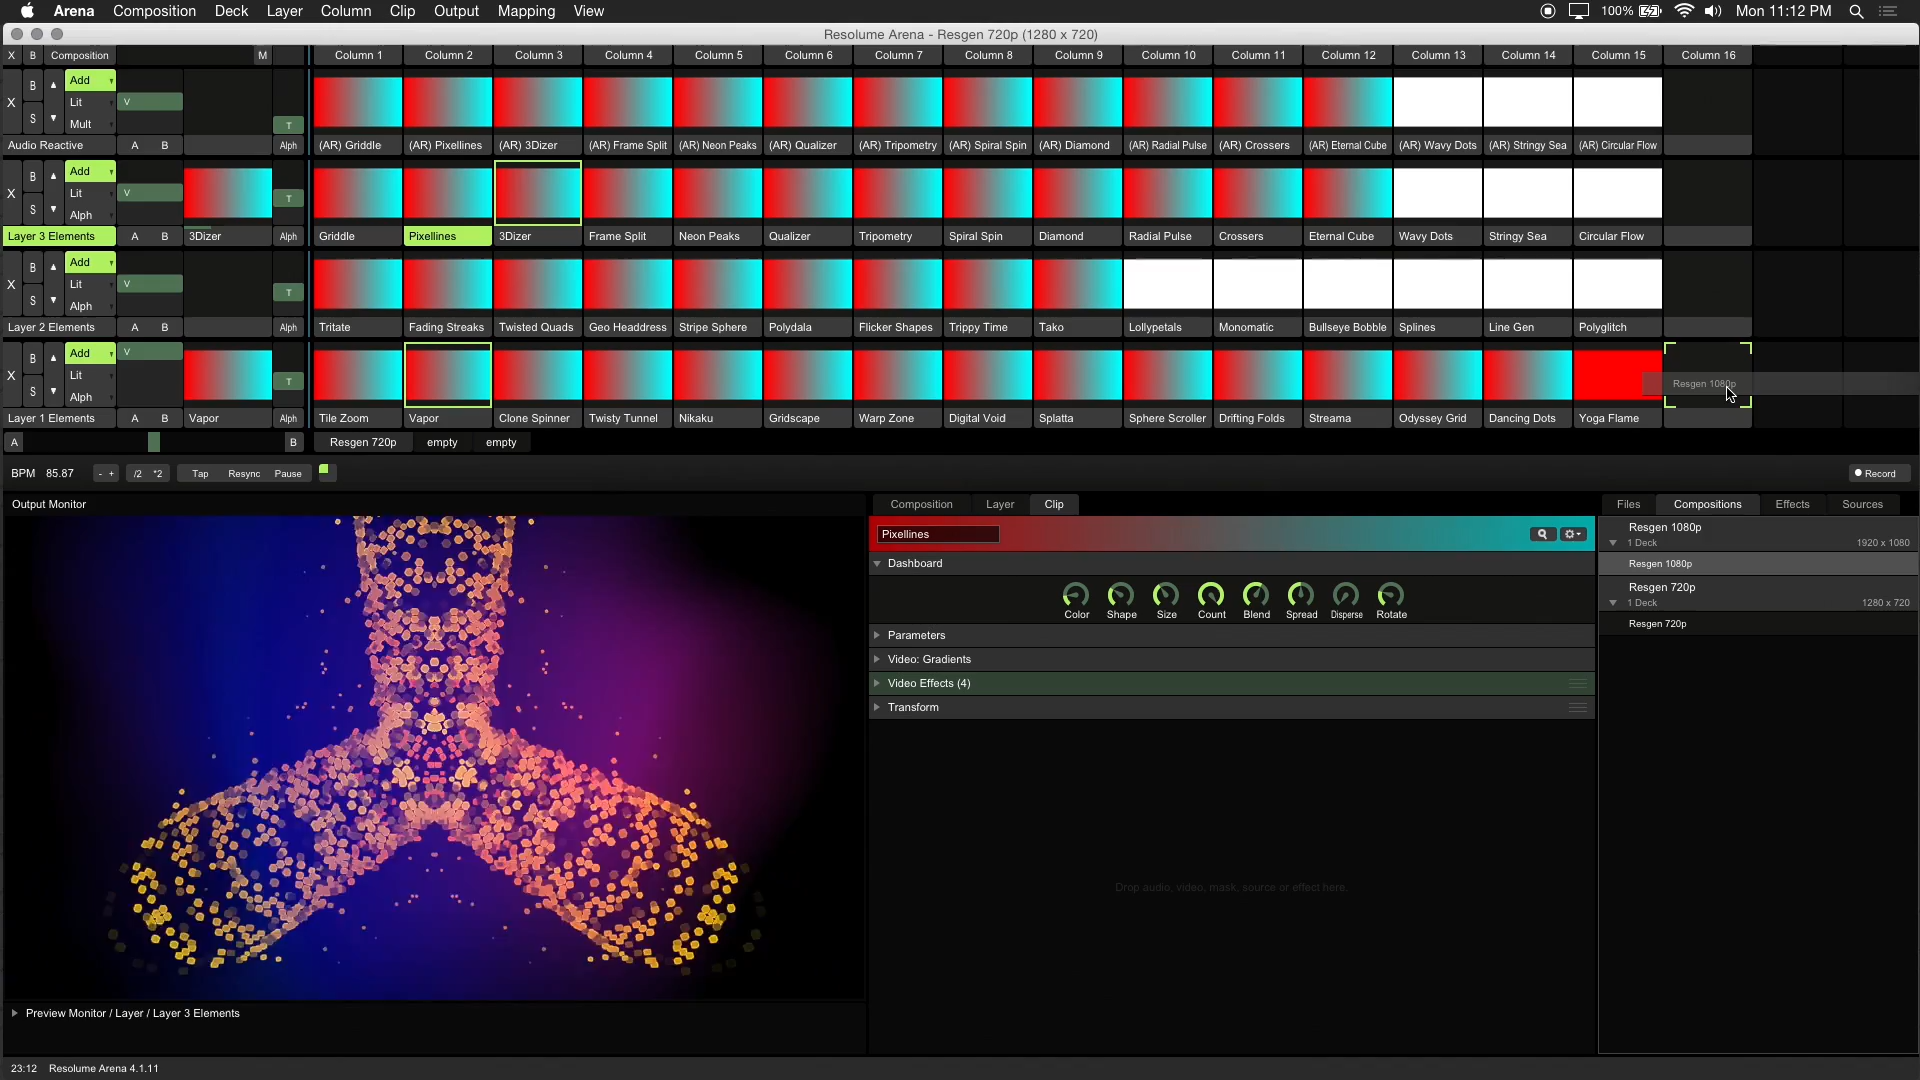 Arena Composition Deck Layer Column Clip Output Mapping View 100% Mon 11:12 PM
Resolume Arena - Resgen 720p (1280 x 720)
X B Composition M Column 1 Column 2 Column 3 Column 4 Column 5 Column 6 Column 7 Column 8 Column 9 Column 10 Column 11 Column 12 Column 13 Column 14 Column 15 Column 16
B Add
X Lit V
S Mult T
Audio Reactive A B Alph (AR) Griddle (AR) Pixellines (AR) 3Dizer (AR) Frame Split (AR) Neon Peaks (AR) Qualizer (AR) Tripometry (AR) Spiral Spin (AR) Diamond (AR) Radial Pulse (AR) Crossers (AR) Eternal Cube (AR) Wavy Dots (AR) Stringy Sea (AR) Circular Flow
B Add
X Lit V T
S Alph
Layer 3 Elements A B 3Dizer Alph Griddle Pixellines 3Dizer Frame Split Neon Peaks Qualizer Tripometry Spiral Spin Diamond Radial Pulse Crossers Eternal Cube Wavy Dots Stringy Sea Circular Flow
B Add
X Lit V T
S Alph
Layer 2 Elements A B Alph Tritate Fading Streaks Twisted Quads Geo Headdress Stripe Sphere Polydala Flicker Shapes Trippy Time Tako Lollypetals Monomatic Bullseye Bobble Splines Line Gen Polyglitch
B Add V
X Lit T Resgen 1080p
S Alph
Layer 1 Elements A B Vapor Alph Tile Zoom Vapor Clone Spinner Twisty Tunnel Nikaku Gridscape Warp Zone Digital Void Splatta Sphere Scroller Drifting Folds Streama Odyssey Grid Dancing Dots Yoga Flame
A B Resgen 720p empty empty
BPM 85.87 - + /2 *2 Tap Resync Pause Record
Output Monitor Composition Layer Clip Files Compositions Effects Sources
Resgen 1080p
Pixellines
1 Deck 1920 x 1080
Dashboard Resgen 1080p
Resgen 720p
1 Deck 1280 x 720
Color Shape Size Count Blend Spread Disperse Rotate
Resgen 720p
Parameters
Video: Gradients
Video Effects (4)
Transform
Drop audio, video, mask, source or effect here.
Preview Monitor / Layer / Layer 3 Elements
23:12 Resolume Arena 4.1.11